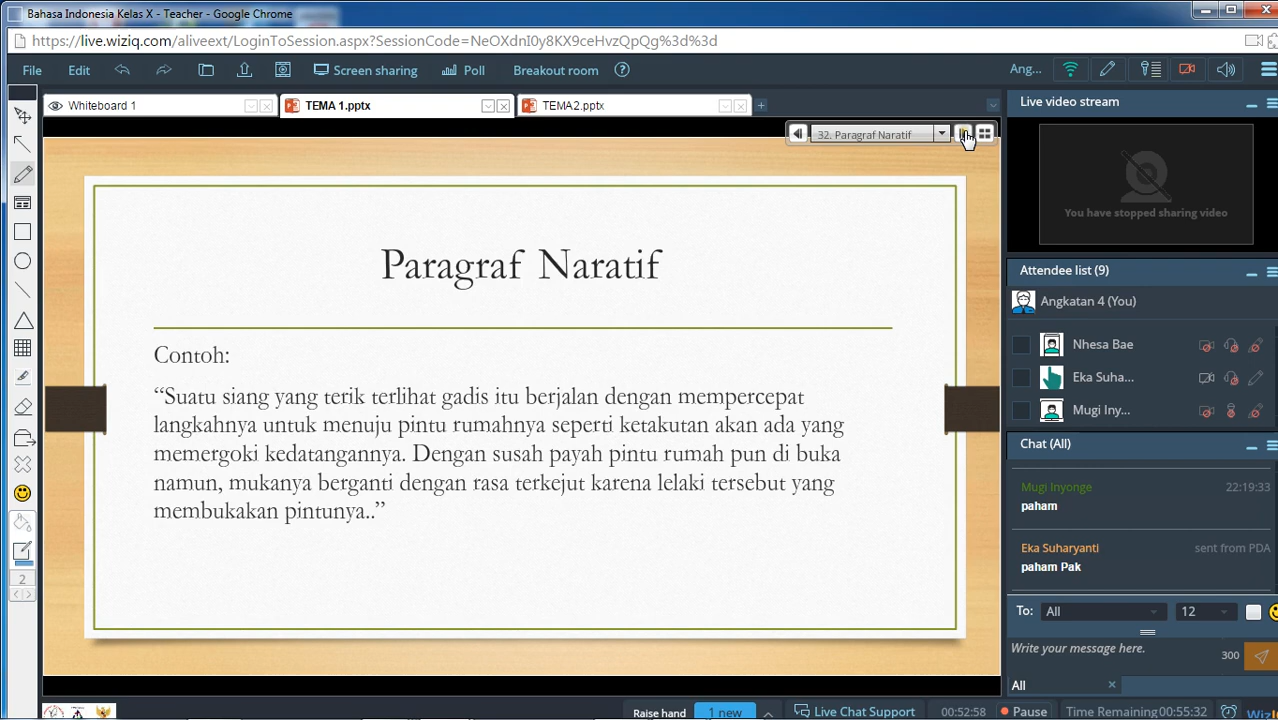 Bahasa Indonesia Kelas X - Teacher - Google Chrome
https://live.wiziq.com/aliveext/LoginToSession.aspx?SessionCode=NeOXdnI0y8KX9ceHvzQpQg%3d%3d
File Edit Screen sharing Poll Breakout room ? Ang...
Whiteboard 1 TEMA 1.pptx TEMA2.pptx
32. Paragraf Naratif
Paragraf Naratif
Contoh:
“Suatu siang yang terik terlihat gadis itu berjalan dengan mempercepat
langkahnya untuk menuju pintu rumahnya seperti ketakutan akan ada yang
memergoki kedatangannya. Dengan susah payah pintu rumah pun di buka
namun, mukanya berganti dengan rasa terkejut karena lelaki tersebut yang
membukakan pintunya..”
2
Live video stream
You have stopped sharing video
Attendee list (9)
Angkatan 4 (You)
Nhesa Bae
Eka Suha...
Mugi Iny...
Chat (All)
Mugi Inyonge 22:19:33
paham
Eka Suharyanti sent from PDA
paham Pak
To: All 12
Write your message here. 300
All
Raise hand 1 new Live Chat Support 00:52:58 Pause Time Remaining 00:55:32